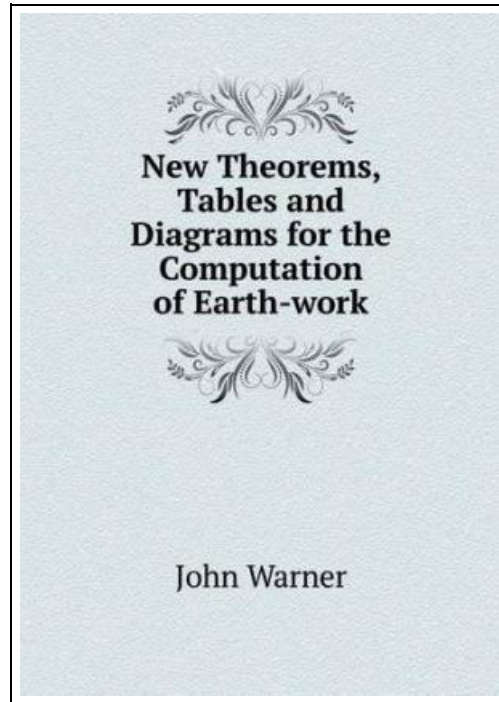 New Theorems,
Tables and
Diagrams for the
Computation
of Earth-work
John Warner